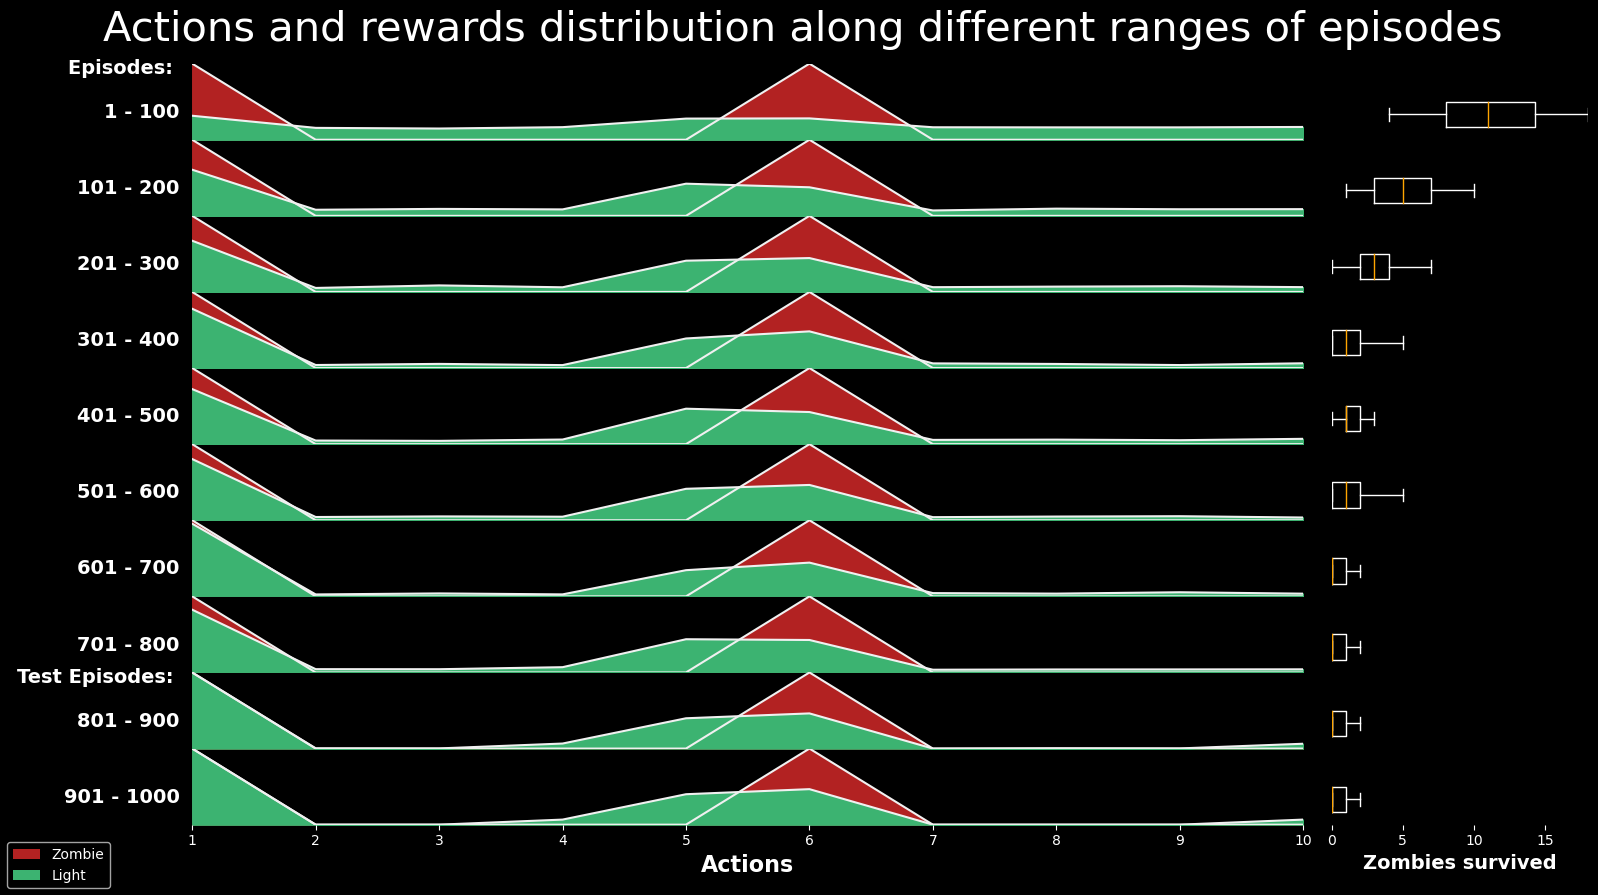 Actions and rewards distribution along different ranges of episodes
Episodes:
1 - 100
101 - 200
201 - 300
301 - 400
401 - 500
501 - 600
601 - 700
701 - 800
Test Episodes:
801 - 900
901 - 1000
1 2 3 4 5 6 7 8 9 10
0 5 10 15
Actions
Zombies survived
Zombie
Light